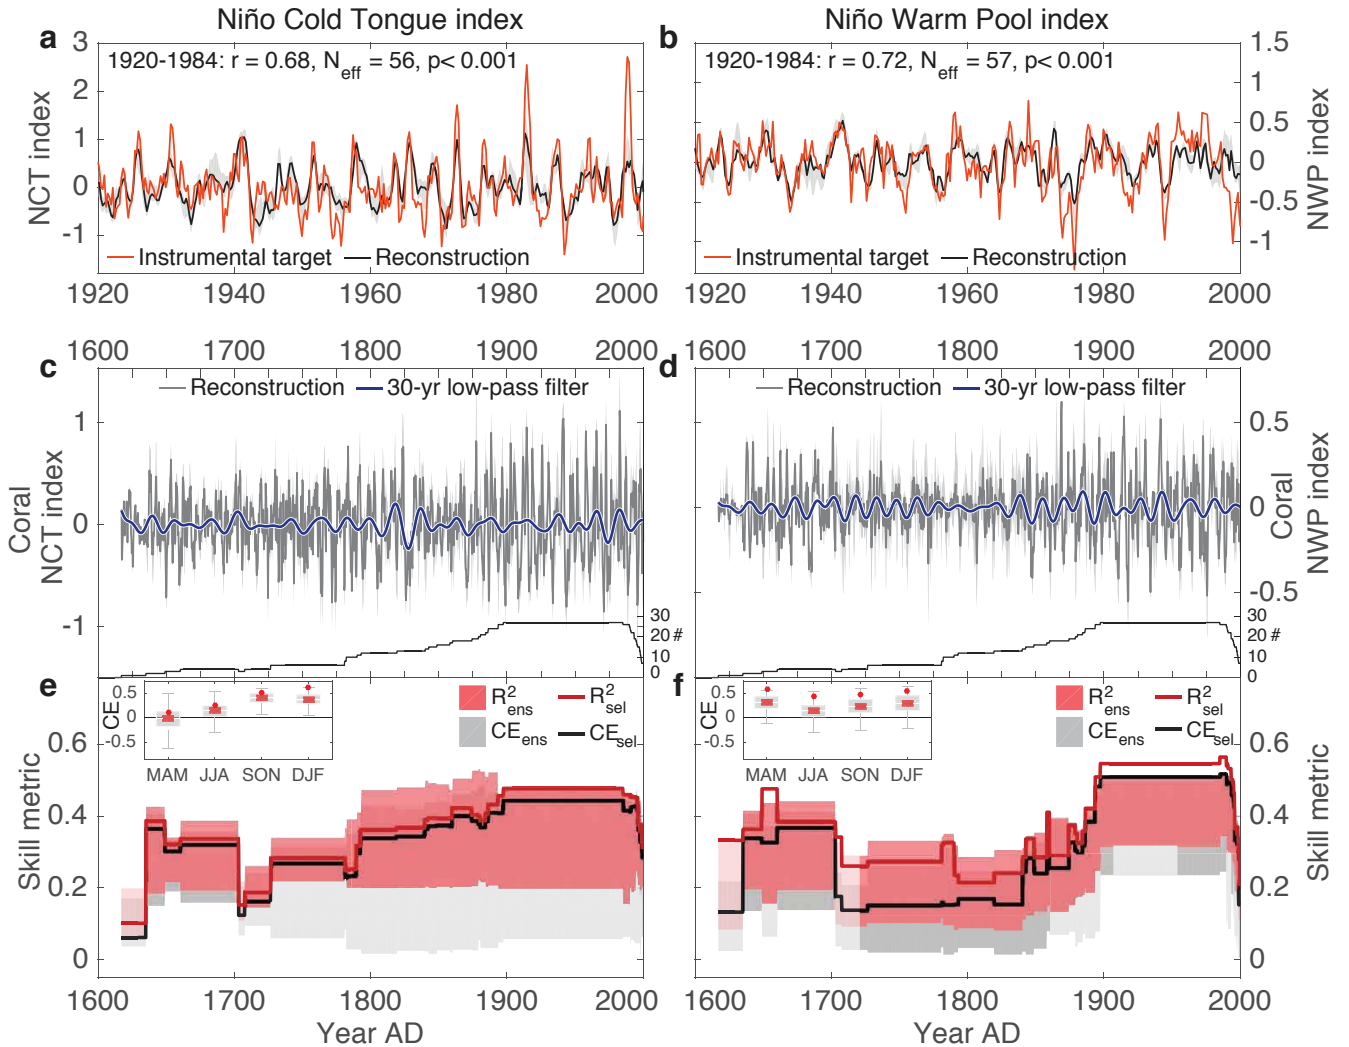 Niño Cold Tongue index
Niño Warm Pool index
a
3
2
1
0
-1
NCT index
1920-1984: r = 0.68, Neff = 56, p< 0.001
Instrumental target
Reconstruction
1920
1940
1960
1980
2000
b
1.5
1
0.5
0
-0.5
-1
NWP index
1920-1984: r = 0.72, Neff = 57, p< 0.001
Instrumental target
Reconstruction
1920
1940
1960
1980
2000
1600
1700
1800
1900
2000
c
Reconstruction
30-yr low-pass filter
1
0
-1
Coral
NCT index
30
20 #
10
0
1600
1700
1800
1900
2000
d
Reconstruction
30-yr low-pass filter
0.5
0
-0.5
Coral
NWP index
30
20 #
10
0
e
0.5
0
-0.5
CE
MAM
JJA
SON
DJF
R²ens
R²sel
CEens
CEsel
0.6
0.4
0.2
0
Skill metric
1600
1700
1800
1900
2000
Year AD
f
0.5
0
-0.5
CE
MAM
JJA
SON
DJF
R²ens
R²sel
CEens
CEsel
0.6
0.4
0.2
0
Skill metric
1600
1700
1800
1900
2000
Year AD